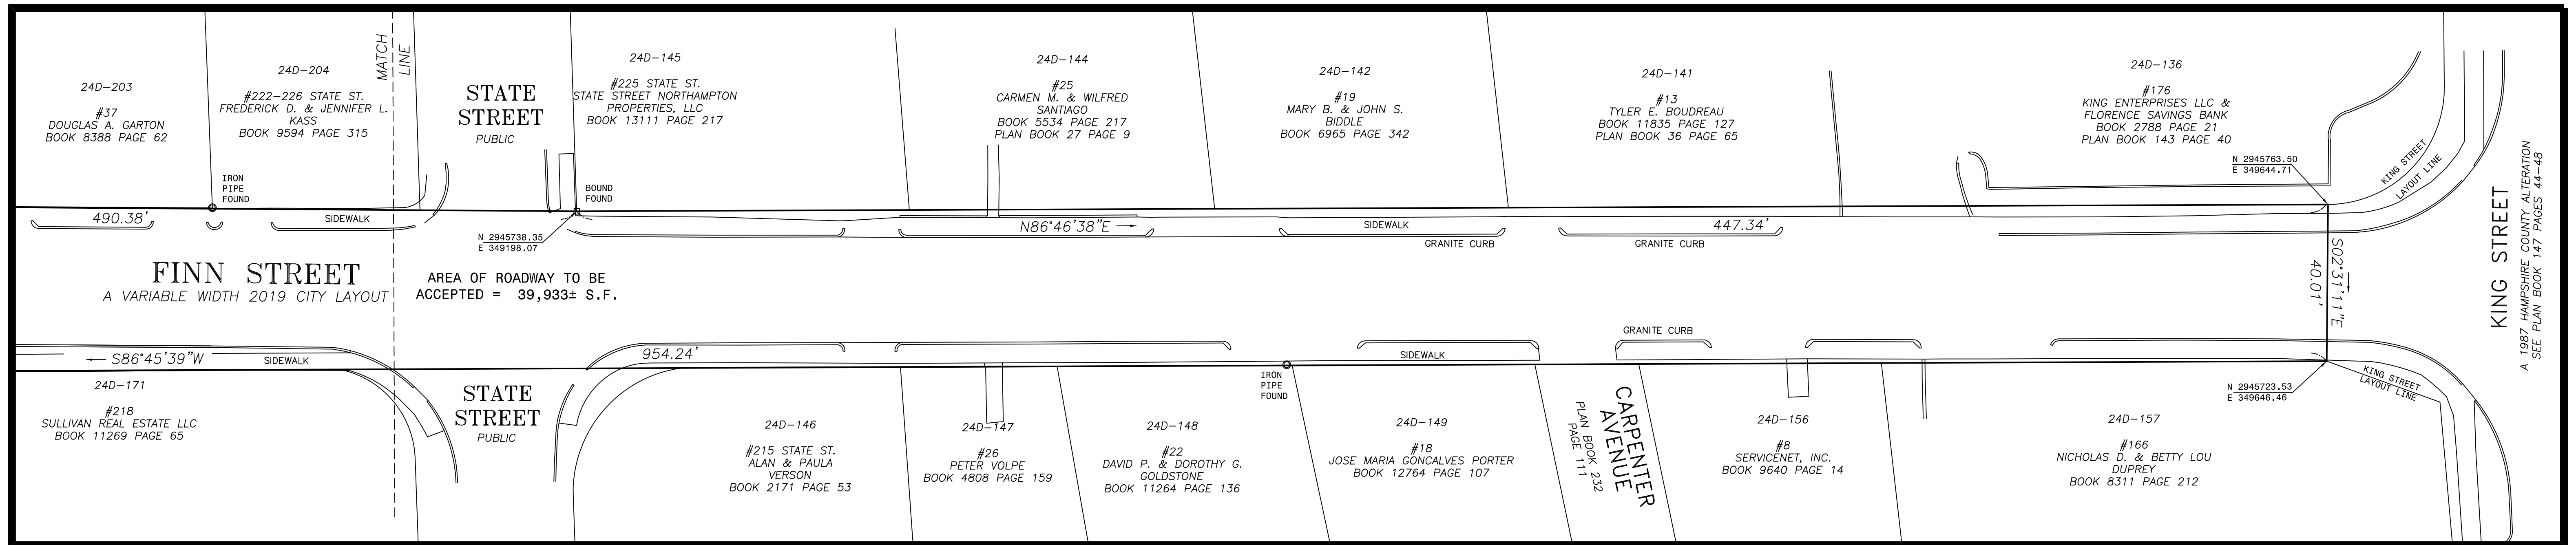 24D-203
#37
DOUGLAS A. GARTON
BOOK 8388 PAGE 62
24D-204
#222-226 STATE ST.
FREDERICK D. & JENNIFER L.
KASS
BOOK 9594 PAGE 315
MATCH
LINE
STATE
STREET
PUBLIC
24D-145
#225 STATE ST.
STATE STREET NORTHAMPTON
PROPERTIES, LLC
BOOK 13111 PAGE 217
24D-144
#25
CARMEN M. & WILFRED
SANTIAGO
BOOK 5534 PAGE 217
PLAN BOOK 27 PAGE 9
24D-142
#19
MARY B. & JOHN S.
BIDDLE
BOOK 6965 PAGE 342
24D-141
#13
TYLER E. BOUDREAU
BOOK 11835 PAGE 127
PLAN BOOK 36 PAGE 65
24D-136
#176
KING ENTERPRISES LLC &
FLORENCE SAVINGS BANK
BOOK 2788 PAGE 21
PLAN BOOK 143 PAGE 40
N 2945763.50
E 349644.71
KING STREET
LAYOUT LINE
IRON
PIPE
FOUND
BOUND
FOUND
490.38'
SIDEWALK
N 2945738.35
E 349198.07
N86°46'38"E
SIDEWALK
GRANITE CURB
447.34'
GRANITE CURB
S02°31'11"E
40.01'
KING STREET
A 1987 HAMPSHIRE COUNTY ALTERATION
SEE PLAN BOOK 147 PAGES 44-48
FINN STREET
A VARIABLE WIDTH 2019 CITY LAYOUT
AREA OF ROADWAY TO BE
ACCEPTED = 39,933± S.F.
S86°45'39"W
SIDEWALK
954.24'
SIDEWALK
GRANITE CURB
24D-171
#218
SULLIVAN REAL ESTATE LLC
BOOK 11269 PAGE 65
STATE
STREET
PUBLIC
24D-146
#215 STATE ST.
ALAN & PAULA
VERSON
BOOK 2171 PAGE 53
24D-147
#26
PETER VOLPE
BOOK 4808 PAGE 159
24D-148
#22
DAVID P. & DOROTHY G.
GOLDSTONE
BOOK 11264 PAGE 136
IRON
PIPE
FOUND
24D-149
#18
JOSE MARIA GONCALVES PORTER
BOOK 12764 PAGE 107
CARPENTER
AVENUE
PLAN BOOK 232
PAGE 111
24D-156
#8
SERVICENET, INC.
BOOK 9640 PAGE 14
24D-157
#166
NICHOLAS D. & BETTY LOU
DUPREY
BOOK 8311 PAGE 212
N 2945723.53
E 349646.46
KING STREET
LAYOUT LINE